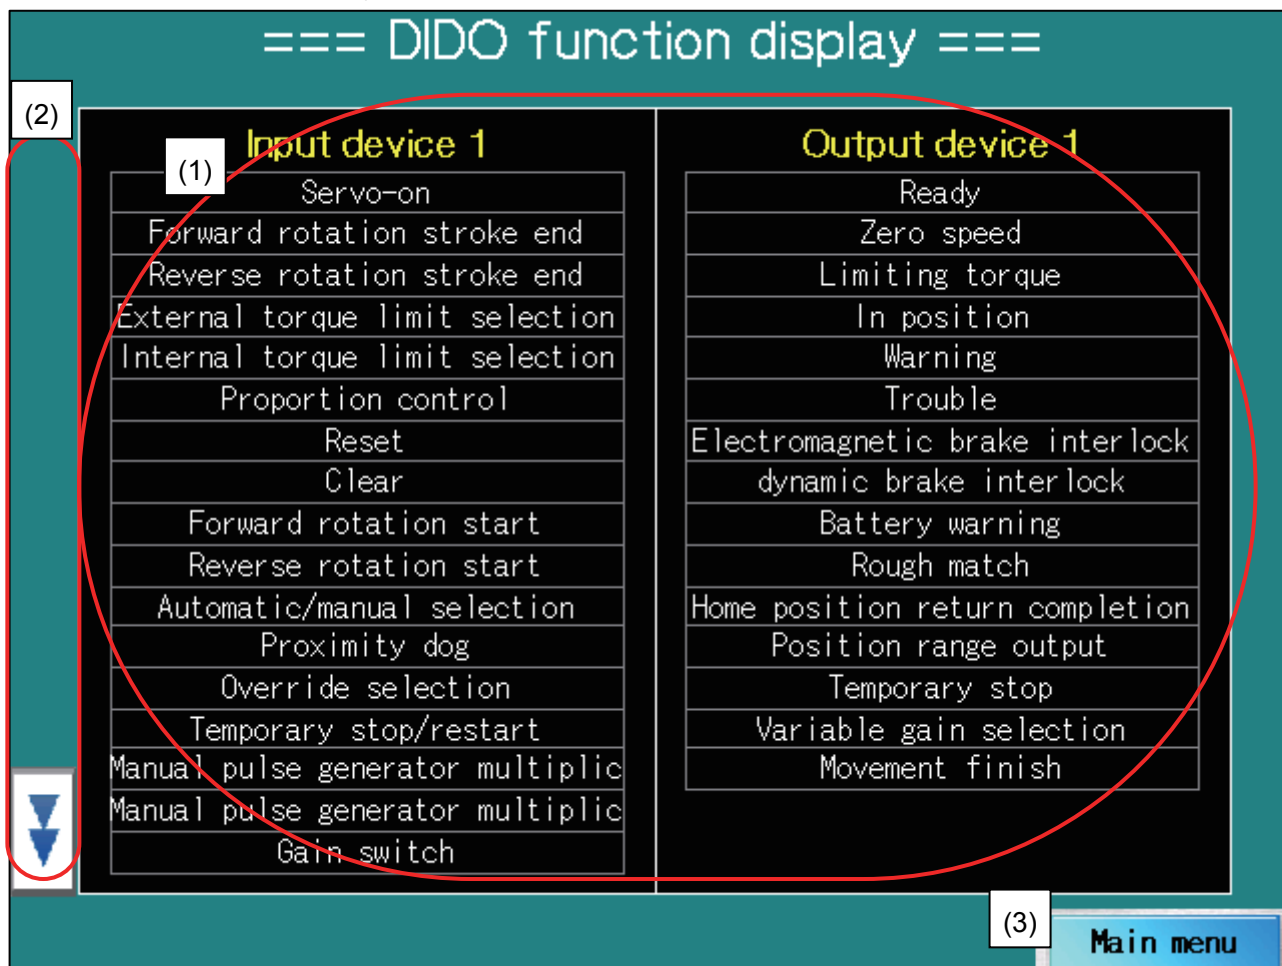 === DIDO function display ===
(2)
(1)
Input device 1
Servo-on
Forward rotation stroke end
Reverse rotation stroke end
External torque limit selection
Internal torque limit selection
Proportion control
Reset
Clear
Forward rotation start
Reverse rotation start
Automatic/manual selection
Proximity dog
Override selection
Temporary stop/restart
Manual pulse generator multiplic
Manual pulse generator multiplic
Gain switch
Output device 1
Ready
Zero speed
Limiting torque
In position
Warning
Trouble
Electromagnetic brake interlock
dynamic brake interlock
Battery warning
Rough match
Home position return completion
Position range output
Temporary stop
Variable gain selection
Movement finish
(3)
Main menu